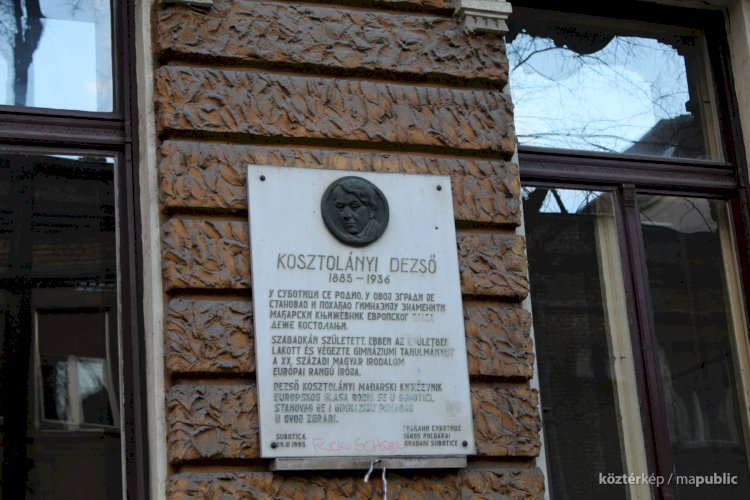 KOSZTOLÁNYI DEZSŐ
1885 – 1936
У СУБОТИЦИ СЕ РОДИО. У ОВОЈ ЗГРАДИ ЈЕ
СТАНОВАО И ПОХАЂАО ГИМНАЗИЈУ ЗНАМЕНИТИ
МАЂАРСКИ КЊИЖЕВНИК ЕВРОПСКОГ
ДЕЖЕ КОСТОЛАЊИ.
SZABADKÁN SZÜLETETT. EBBEN AZ ÉPÜLETBEN
LAKOTT ÉS VÉGEZTE GIMNÁZIUMI TANULMÁNYAIT
A XX. SZÁZADI MAGYAR IRODALOM
EURÓPAI RANGÚ ÍRÓJA.
DEZSŐ KOSZTOLÁNYI MAĐARSKI KNJIŽEVNIK
EUROPSKOG GLASA RODIO SE U SUBOTICI.
STANOVAO JE I GIMNAZIJU POHAĐAO
U OVOJ ZGRADI.
SUBOTICA
1993.
ГРАЂАНИ СУБОТИЦЕ
VÁROS POLGÁRAI
GRAĐANI SUBOTICE
köztérkép / mapublic